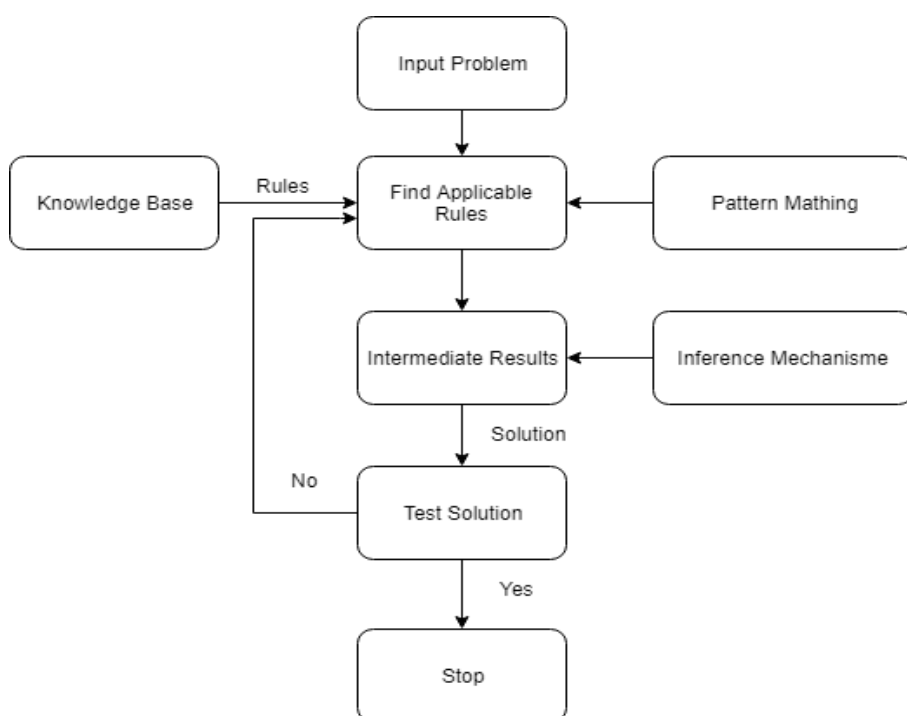 Input Problem
Knowledge Base
Rules
Find Applicable
Rules
Pattern Mathing
Intermediate Results
Inference Mechanisme
Solution
No
Test Solution
Yes
Stop